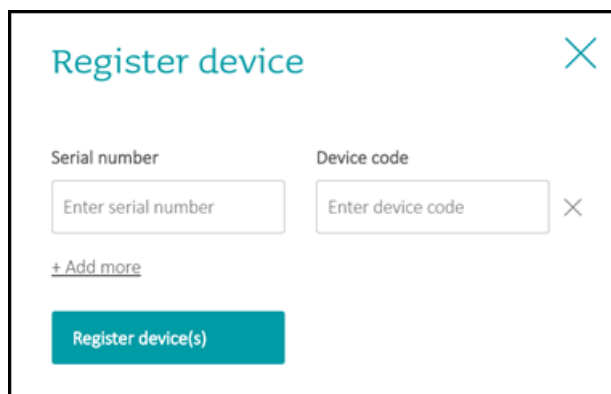 Register device
Serial number Device code
Enter serial number Enter device code
+ Add more
Register device(s)